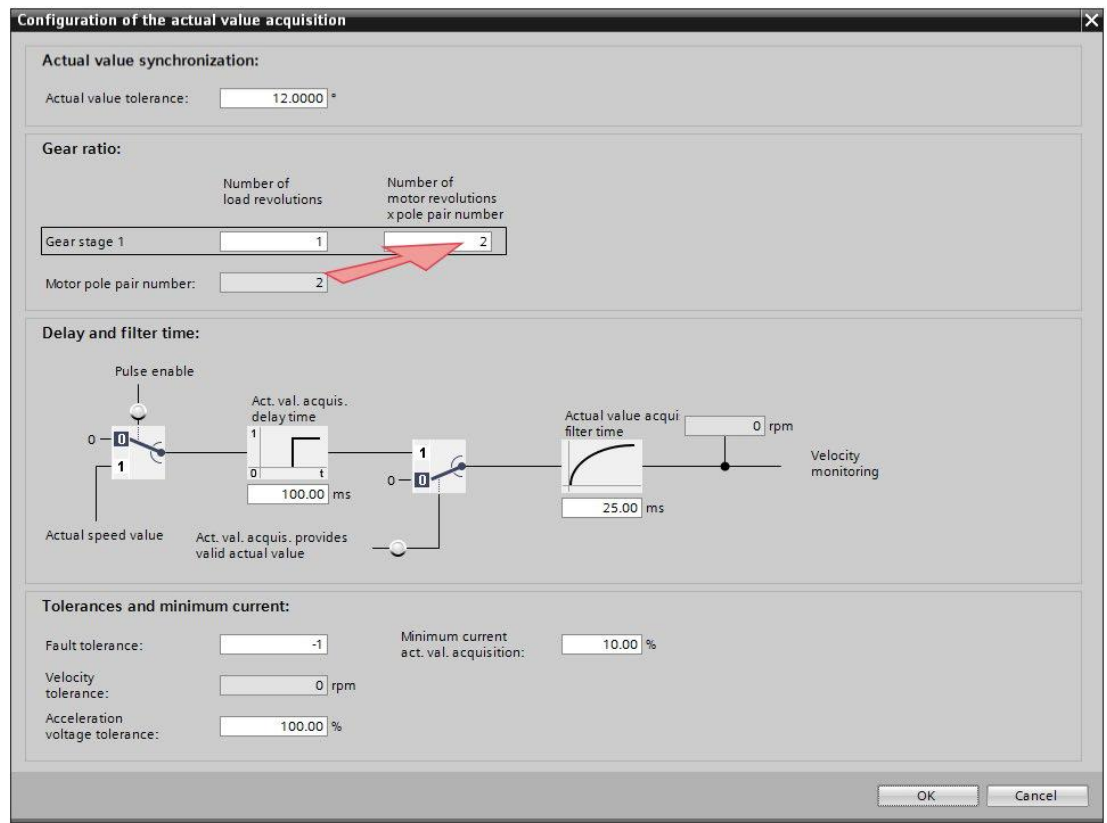 Configuration of the actual value acquisition
Actual value synchronization:
Actual value tolerance: 12.0000 °
Gear ratio:
Number of
load revolutions
Number of
motor revolutions
x pole pair number
Gear stage 1 1 2
Motor pole pair number: 2
Delay and filter time:
Pulse enable
Act. val. acquis.
delay time
Actual value acqui
filter time
0 rpm
0 0
1
1
0 t
1
0 0
Velocity
monitoring
100.00 ms
25.00 ms
Actual speed value
Act. val. acquis. provides
valid actual value
Tolerances and minimum current:
Fault tolerance: -1
Minimum current
act. val. acquisition: 10.00 %
Velocity
tolerance: 0 rpm
Acceleration
voltage tolerance: 100.00 %
OK Cancel